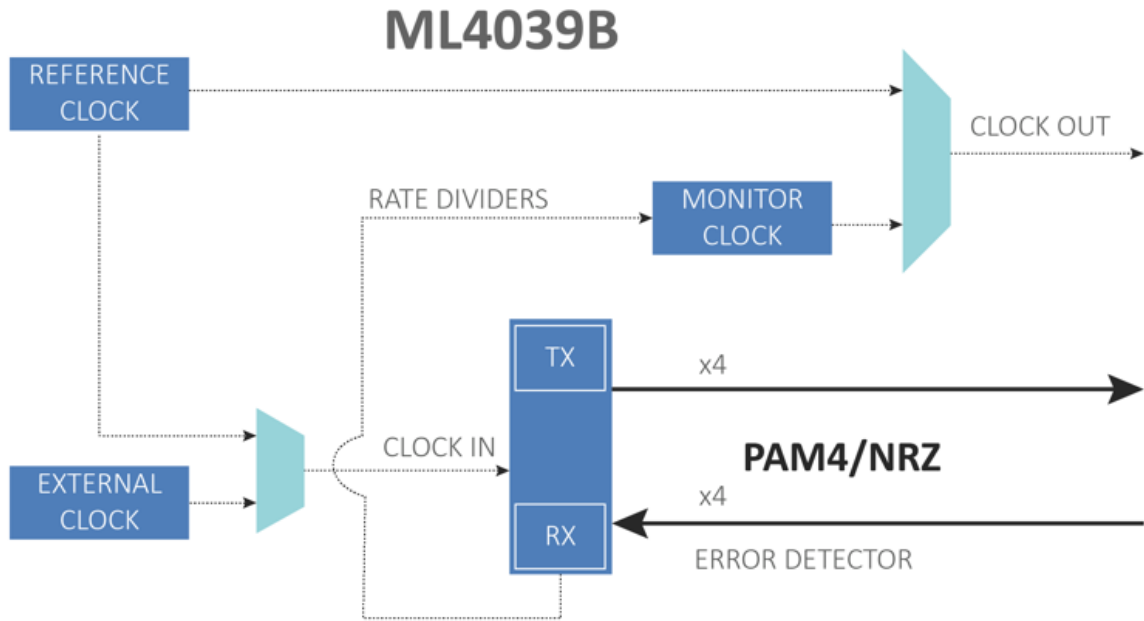 ML4039B
REFERENCE
CLOCK
CLOCK OUT
RATE DIVIDERS
MONITOR
CLOCK
TX
x4
CLOCK IN
PAM4/NRZ
EXTERNAL
CLOCK
x4
RX
ERROR DETECTOR